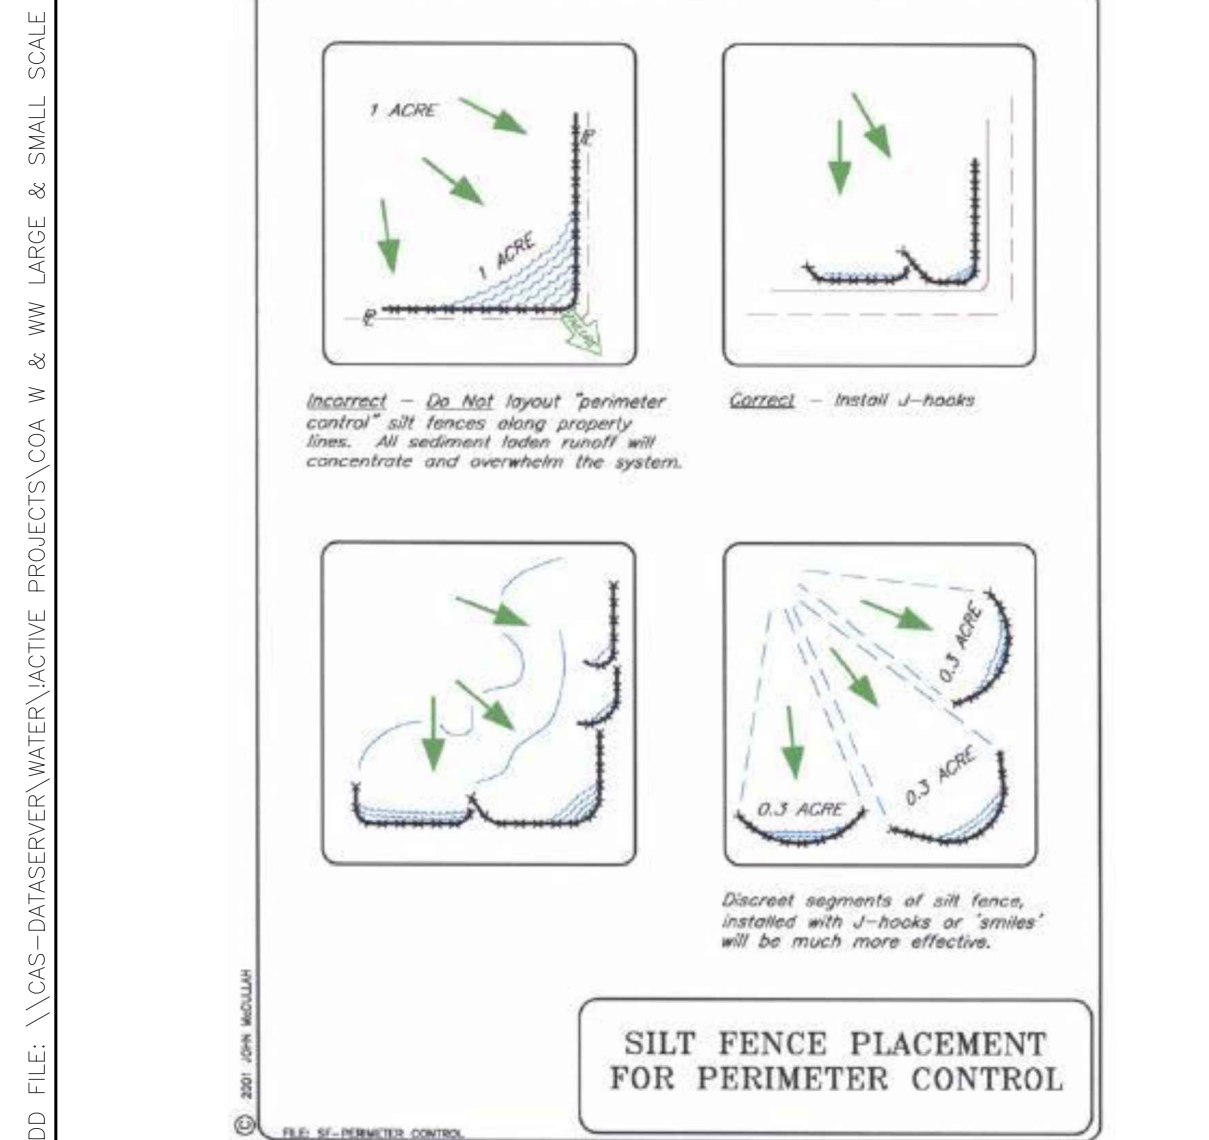 DD FILE: \\CAS-DATASERVER\WATER\!ACTIVE PROJECTS\COA W & WW LARGE & SMALL SCALE
1 ACRE
PL
1 ACRE
PL
Incorrect - Do Not layout "perimeter
control" silt fences along property
lines. All sediment laden runoff will
concentrate and overwhelm the system.
Correct - Install J-hooks
0.3 ACRE
0.3 ACRE
0.3 ACRE
Discreet segments of silt fence,
installed with J-hooks or 'smiles'
will be much more effective.
SILT FENCE PLACEMENT
FOR PERIMETER CONTROL
© 2201 JOHN McCULLAH
FILE: SF-PERIMETER CONTROL